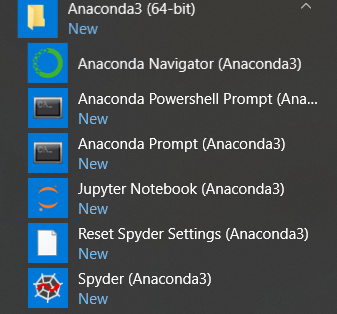 Anaconda3 (64-bit)
New
Anaconda Navigator (Anaconda3)
Anaconda Powershell Prompt (Ana...
New
Anaconda Prompt (Anaconda3)
New
Jupyter Notebook (Anaconda3)
New
Reset Spyder Settings (Anaconda3)
New
Spyder (Anaconda3)
New